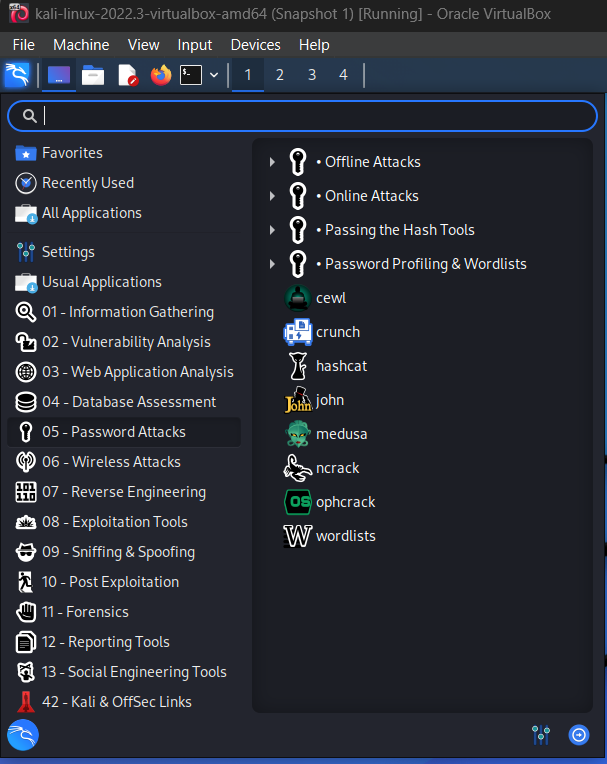 kali-linux-2022.3-virtualbox-amd64 (Snapshot 1) [Running] - Oracle VirtualBox
File Machine View Input Devices Help
1 2 3 4
Favorites
Recently Used
All Applications
Settings
Usual Applications
01 - Information Gathering
02 - Vulnerability Analysis
03 - Web Application Analysis
04 - Database Assessment
05 - Password Attacks
06 - Wireless Attacks
07 - Reverse Engineering
08 - Exploitation Tools
09 - Sniffing & Spoofing
10 - Post Exploitation
11 - Forensics
12 - Reporting Tools
13 - Social Engineering Tools
42 - Kali & OffSec Links
• Offline Attacks
• Online Attacks
• Passing the Hash Tools
• Password Profiling & Wordlists
cewl
crunch
hashcat
john
medusa
ncrack
ophcrack
wordlists